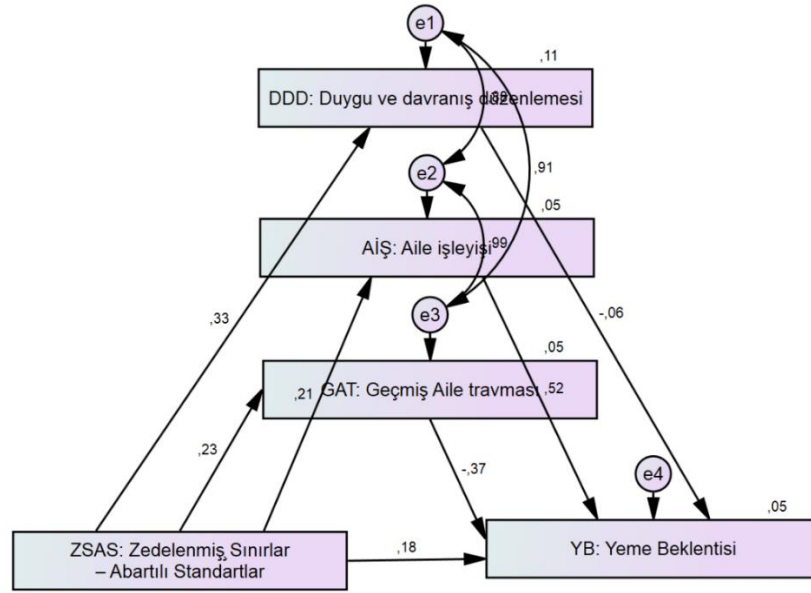 e1
,11
DDD: Duygu ve davranış düzenlemesi
e2
,91
,05
AİŞ: Aile işleyişi
,99
e3
,33
-,06
,05
GAT: Geçmiş Aile travması
,21
,52
,23
-,37
e4
,05
ZSAS: Zedelenmiş Sınırlar
– Abartılı Standartlar
,18
YB: Yeme Beklentisi